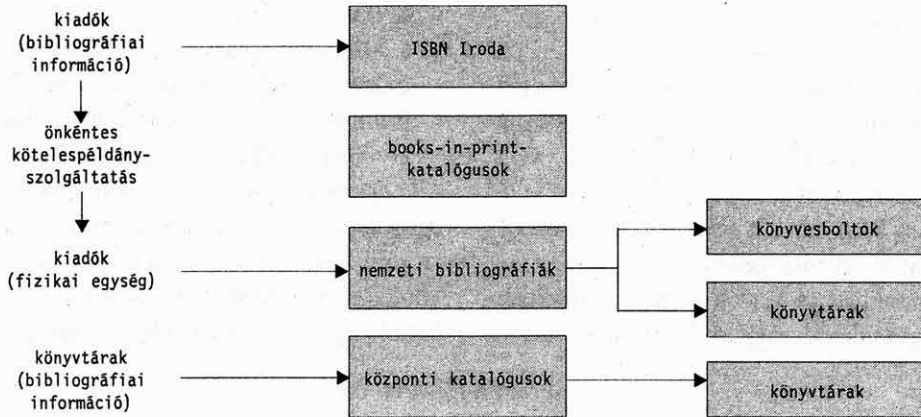 kiadók
(bibliográfiai
információ)
ISBN Iroda
önkéntes
kötelespéldány-
szolgáltatás
books-in-print-
katalógusok
kiadók
(fizikai egység)
nemzeti bibliográfiák
könyvesboltok
könyvtárak
könyvtárak
(bibliográfiai
információ)
központi katalógusok
könyvtárak